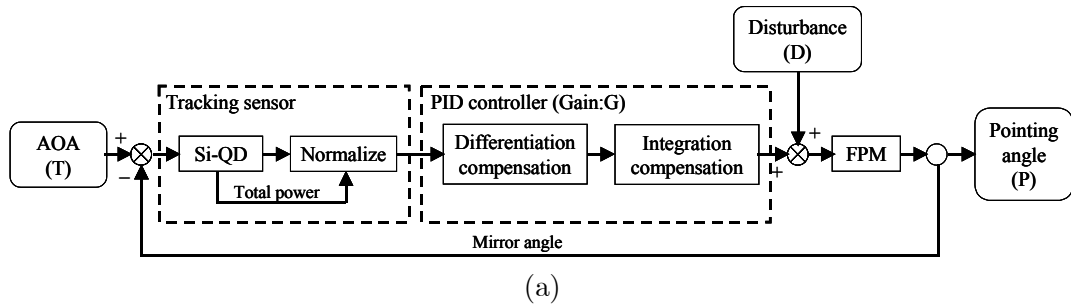 Disturbance
(D)
Tracking sensor
PID controller (Gain:G)
AOA
(T)
+
−
Si-QD
Normalize
Total power
Differentiation
compensation
Integration
compensation
+
+
FPM
Pointing
angle
(P)
Mirror angle
(a)